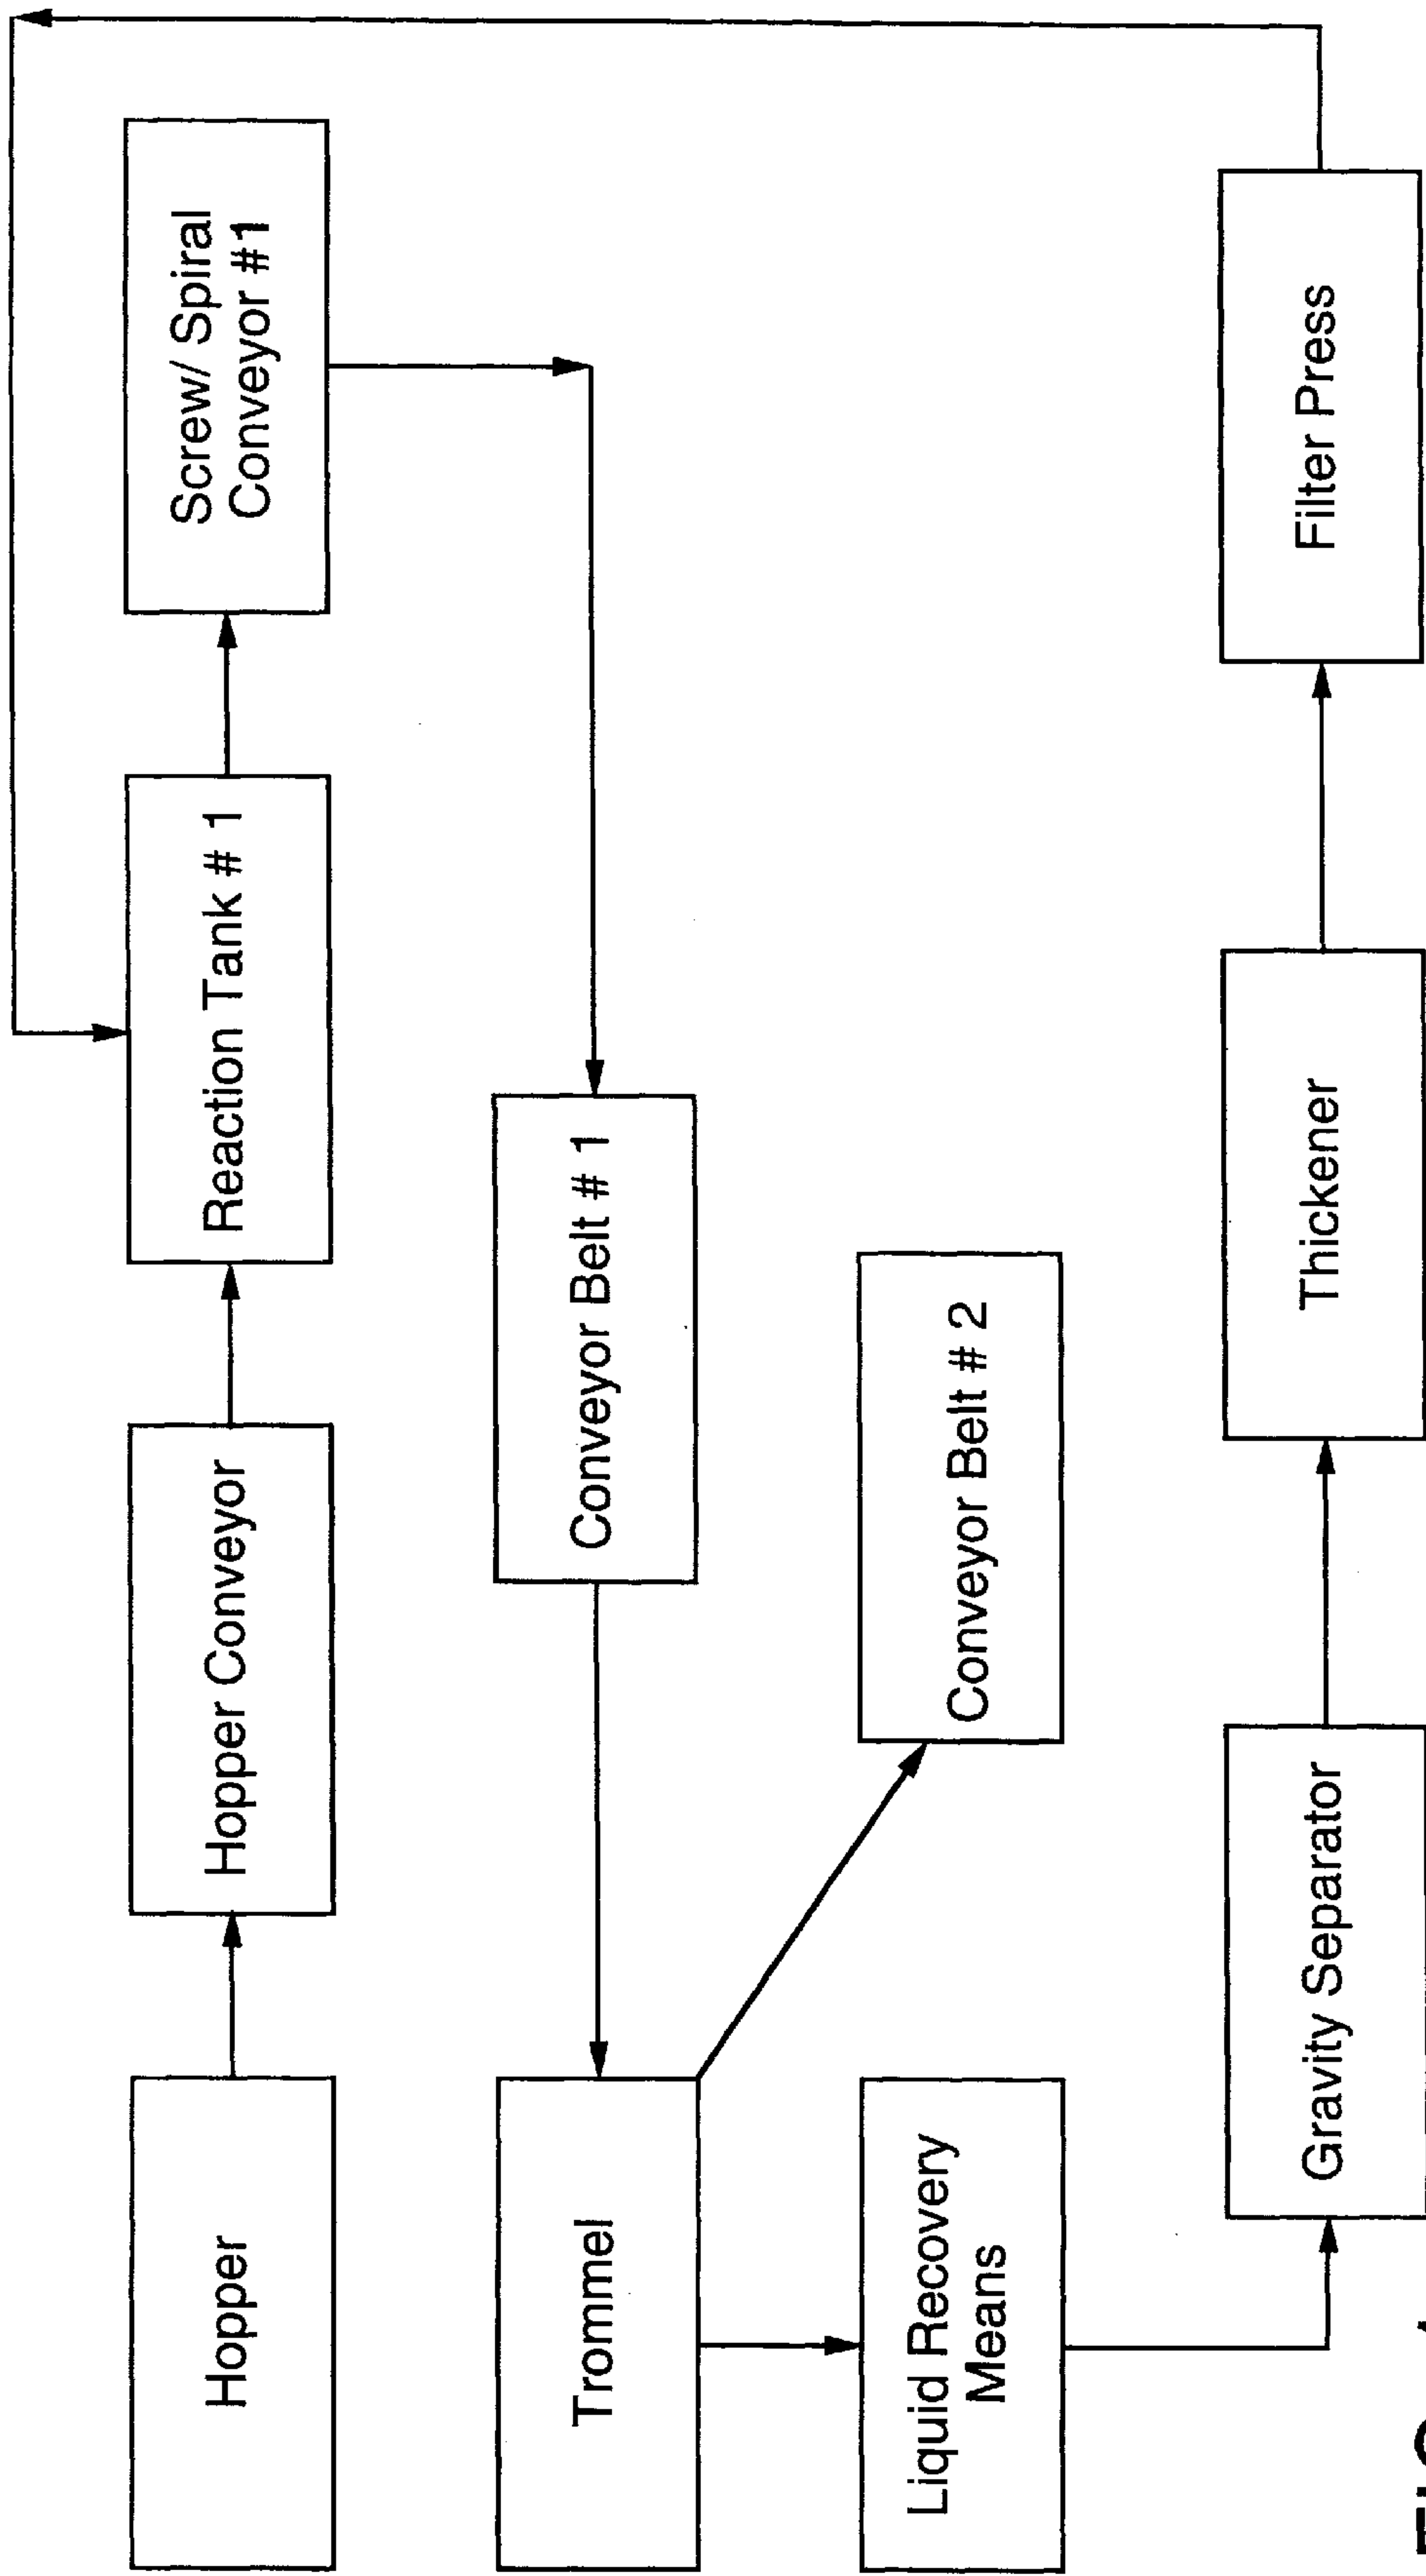 Hopper
Hopper Conveyor
Reaction Tank # 1
Screw/ Spiral
Conveyor #1
Trommel
Conveyor Belt # 1
Liquid Recovery
Means
Conveyor Belt # 2
Gravity Separator
Thickener
Filter Press